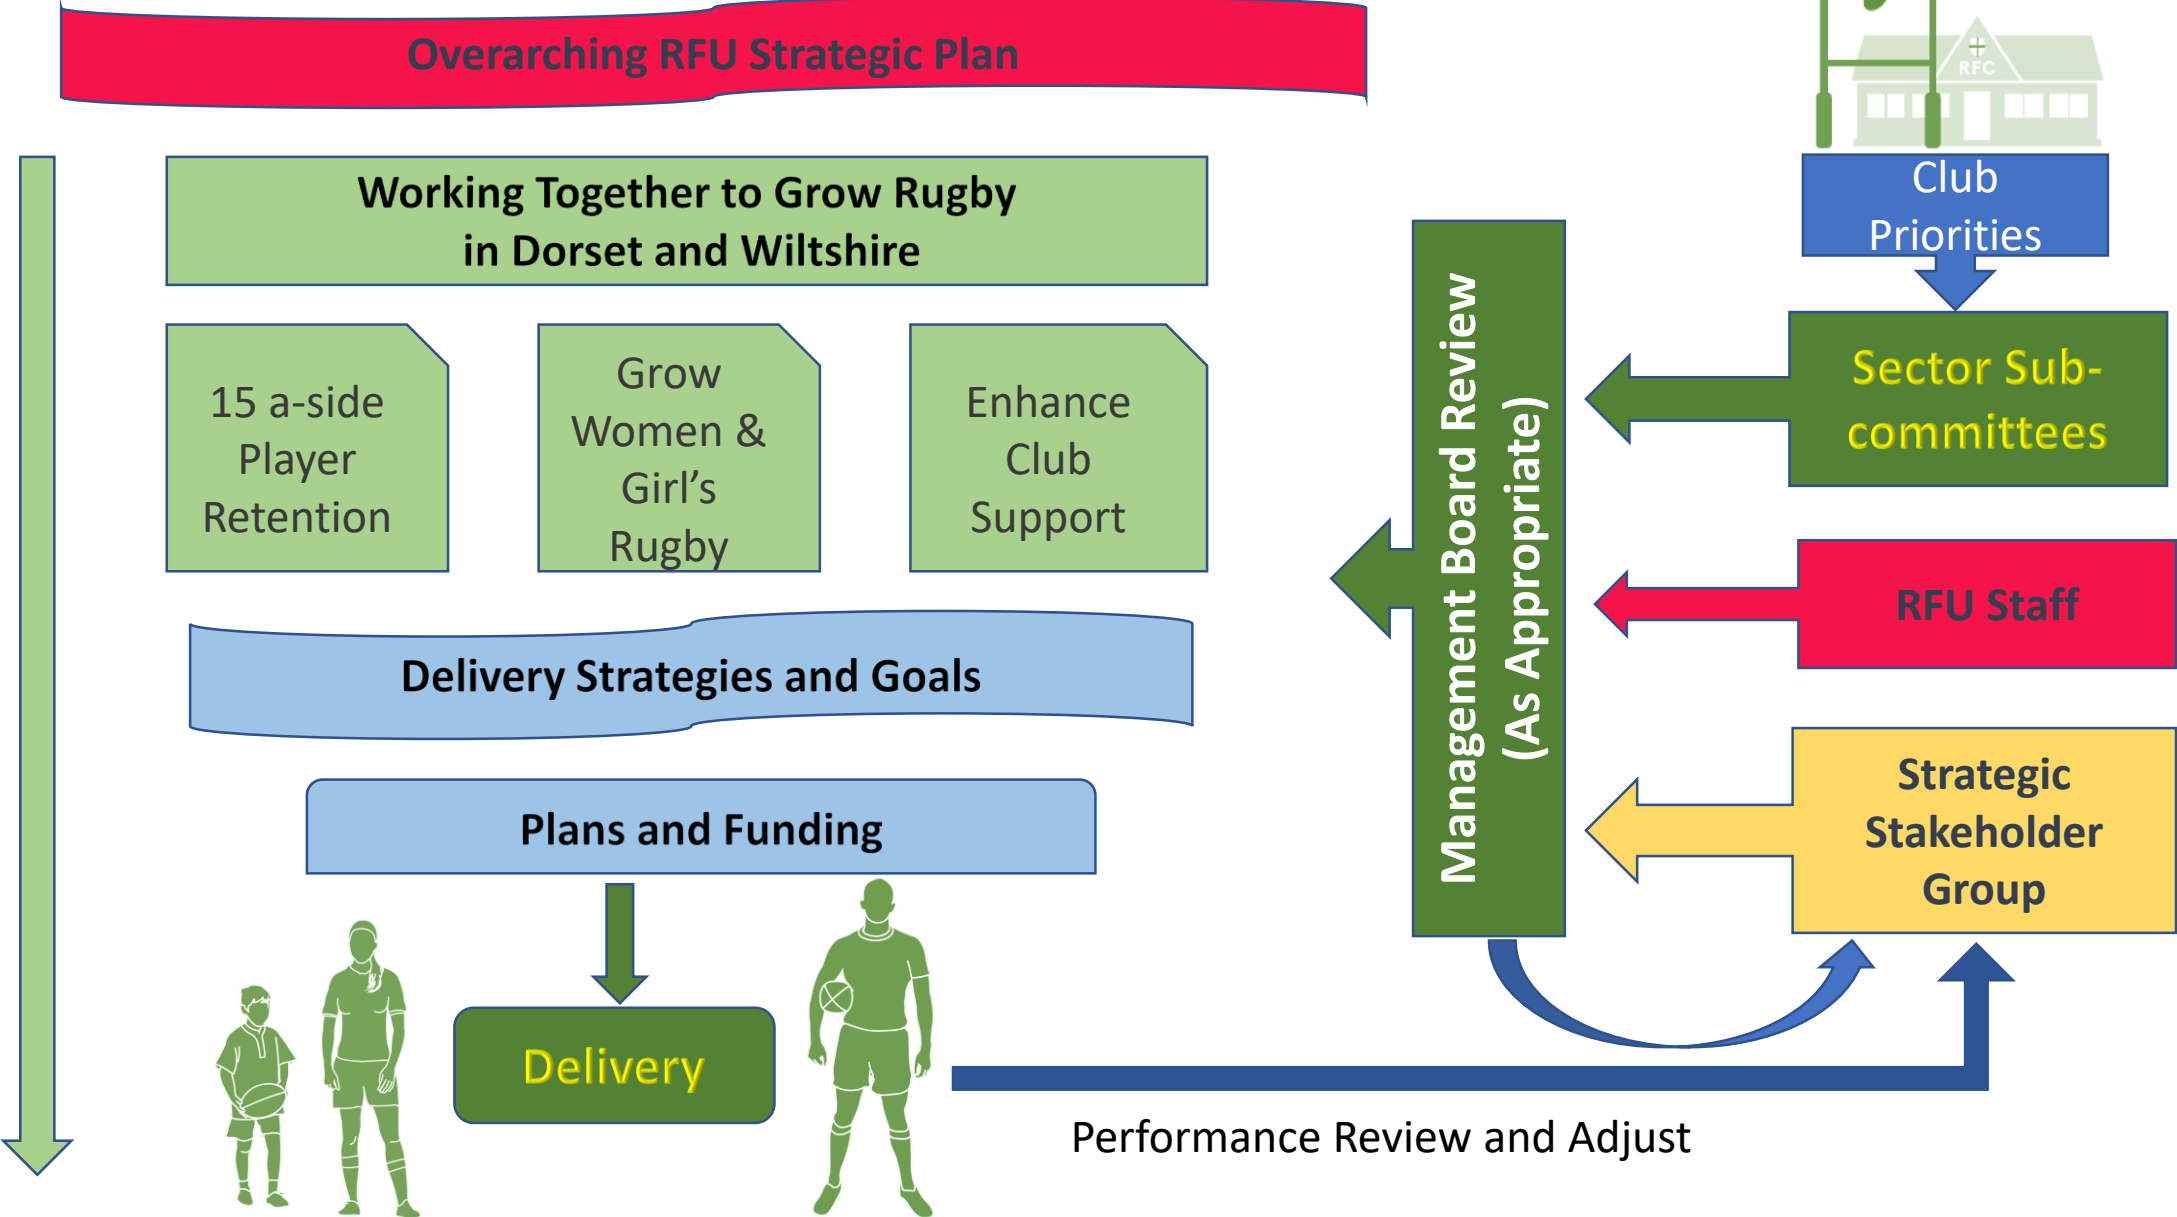 Overarching RFU Strategic Plan
RFC
Working Together to Grow Rugby
in Dorset and Wiltshire
15 a-side
Player
Retention
Grow
Women &
Girl’s
Rugby
Enhance
Club
Support
Delivery Strategies and Goals
Plans and Funding
Delivery
Management Board Review
(As Appropriate)
Club
Priorities
Sector Sub-
committees
RFU Staff
Strategic
Stakeholder
Group
Performance Review and Adjust